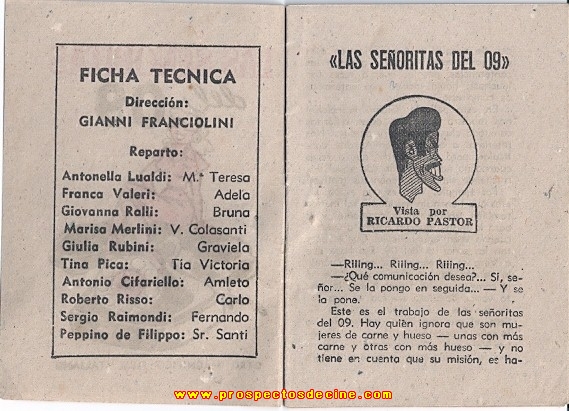 FICHA TECNICA
Dirección:
GIANNI FRANCIOLINI
Reparto:
Antonella Lualdi: M.ª Teresa
Franca Valeri: Adela
Giovanna Ralli: Bruna
Marisa Merlini: V. Colasanti
Giulia Rubini: Graviela
Tina Pica: Tía Victoria
Antonio Cifariello: Amleto
Roberto Risso: Carlo
Sergio Raimondi: Fernando
Peppino de Filippo: Sr. Santi
«LAS SEÑORITAS DEL 09»
Vista por
RICARDO PASTOR
—Riiing... Riiing... Riiing...
—¿Qué comunicación desea?... Sí, se-
ñor... Se la pongo en seguida... — Y se
la pone.
Este es el trabajo de las señoritas
del 09. Hay quién ignora que son mu-
jeres de carne y hueso — unas con más
carne y otras con más hueso — y no
tiene en cuenta que su misión, es ha-
www.prospectosdecine.com